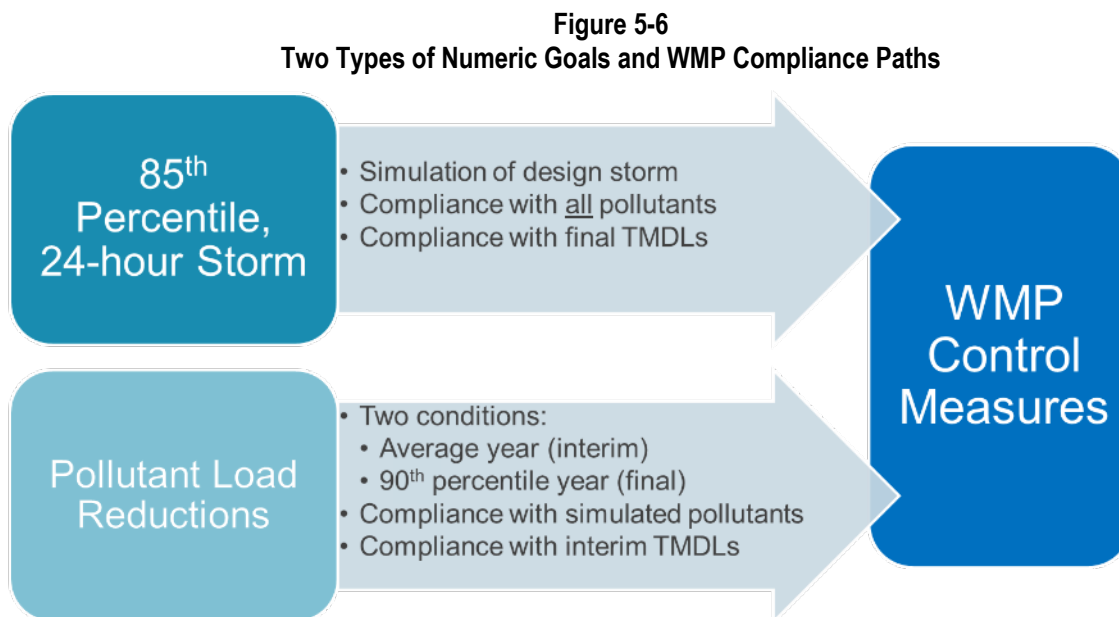 Figure 5-6
Two Types of Numeric Goals and WMP Compliance Paths
85th
Percentile,
24-hour Storm
• Simulation of design storm
• Compliance with all pollutants
• Compliance with final TMDLs
Pollutant Load
Reductions
• Two conditions:
• Average year (interim)
• 90th percentile year (final)
• Compliance with simulated pollutants
• Compliance with interim TMDLs
WMP
Control
Measures